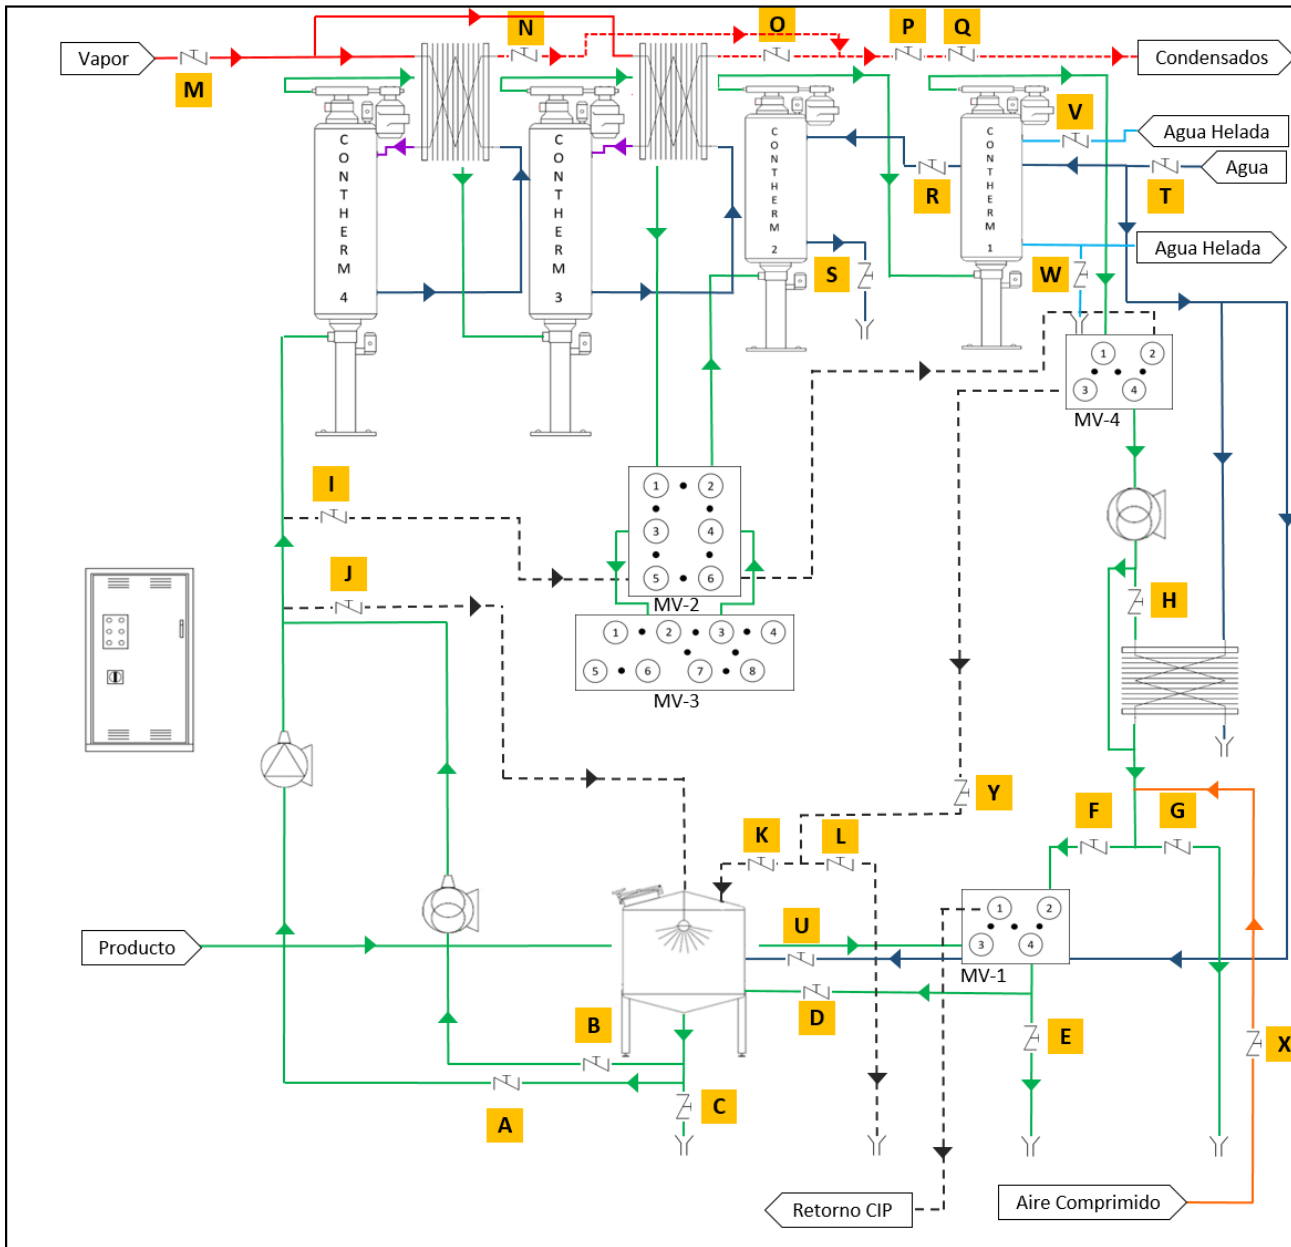 N
O
P
Q
Vapor
Condensados
M
V
Agua Helada
R
T
Agua
CONTHERM 4
CONTHERM 3
CONTHERM 2
CONTHERM 1
S
W
Agua Helada
1 2
3 4
MV-4
I
1 2
3 4
5 6
MV-2
J
H
1 2 3 4
5 6 7 8
MV-3
Y
F
G
K
L
1 2
3 4
MV-1
U
Producto
D
B
E
X
A
C
Retorno CIP
Aire Comprimido